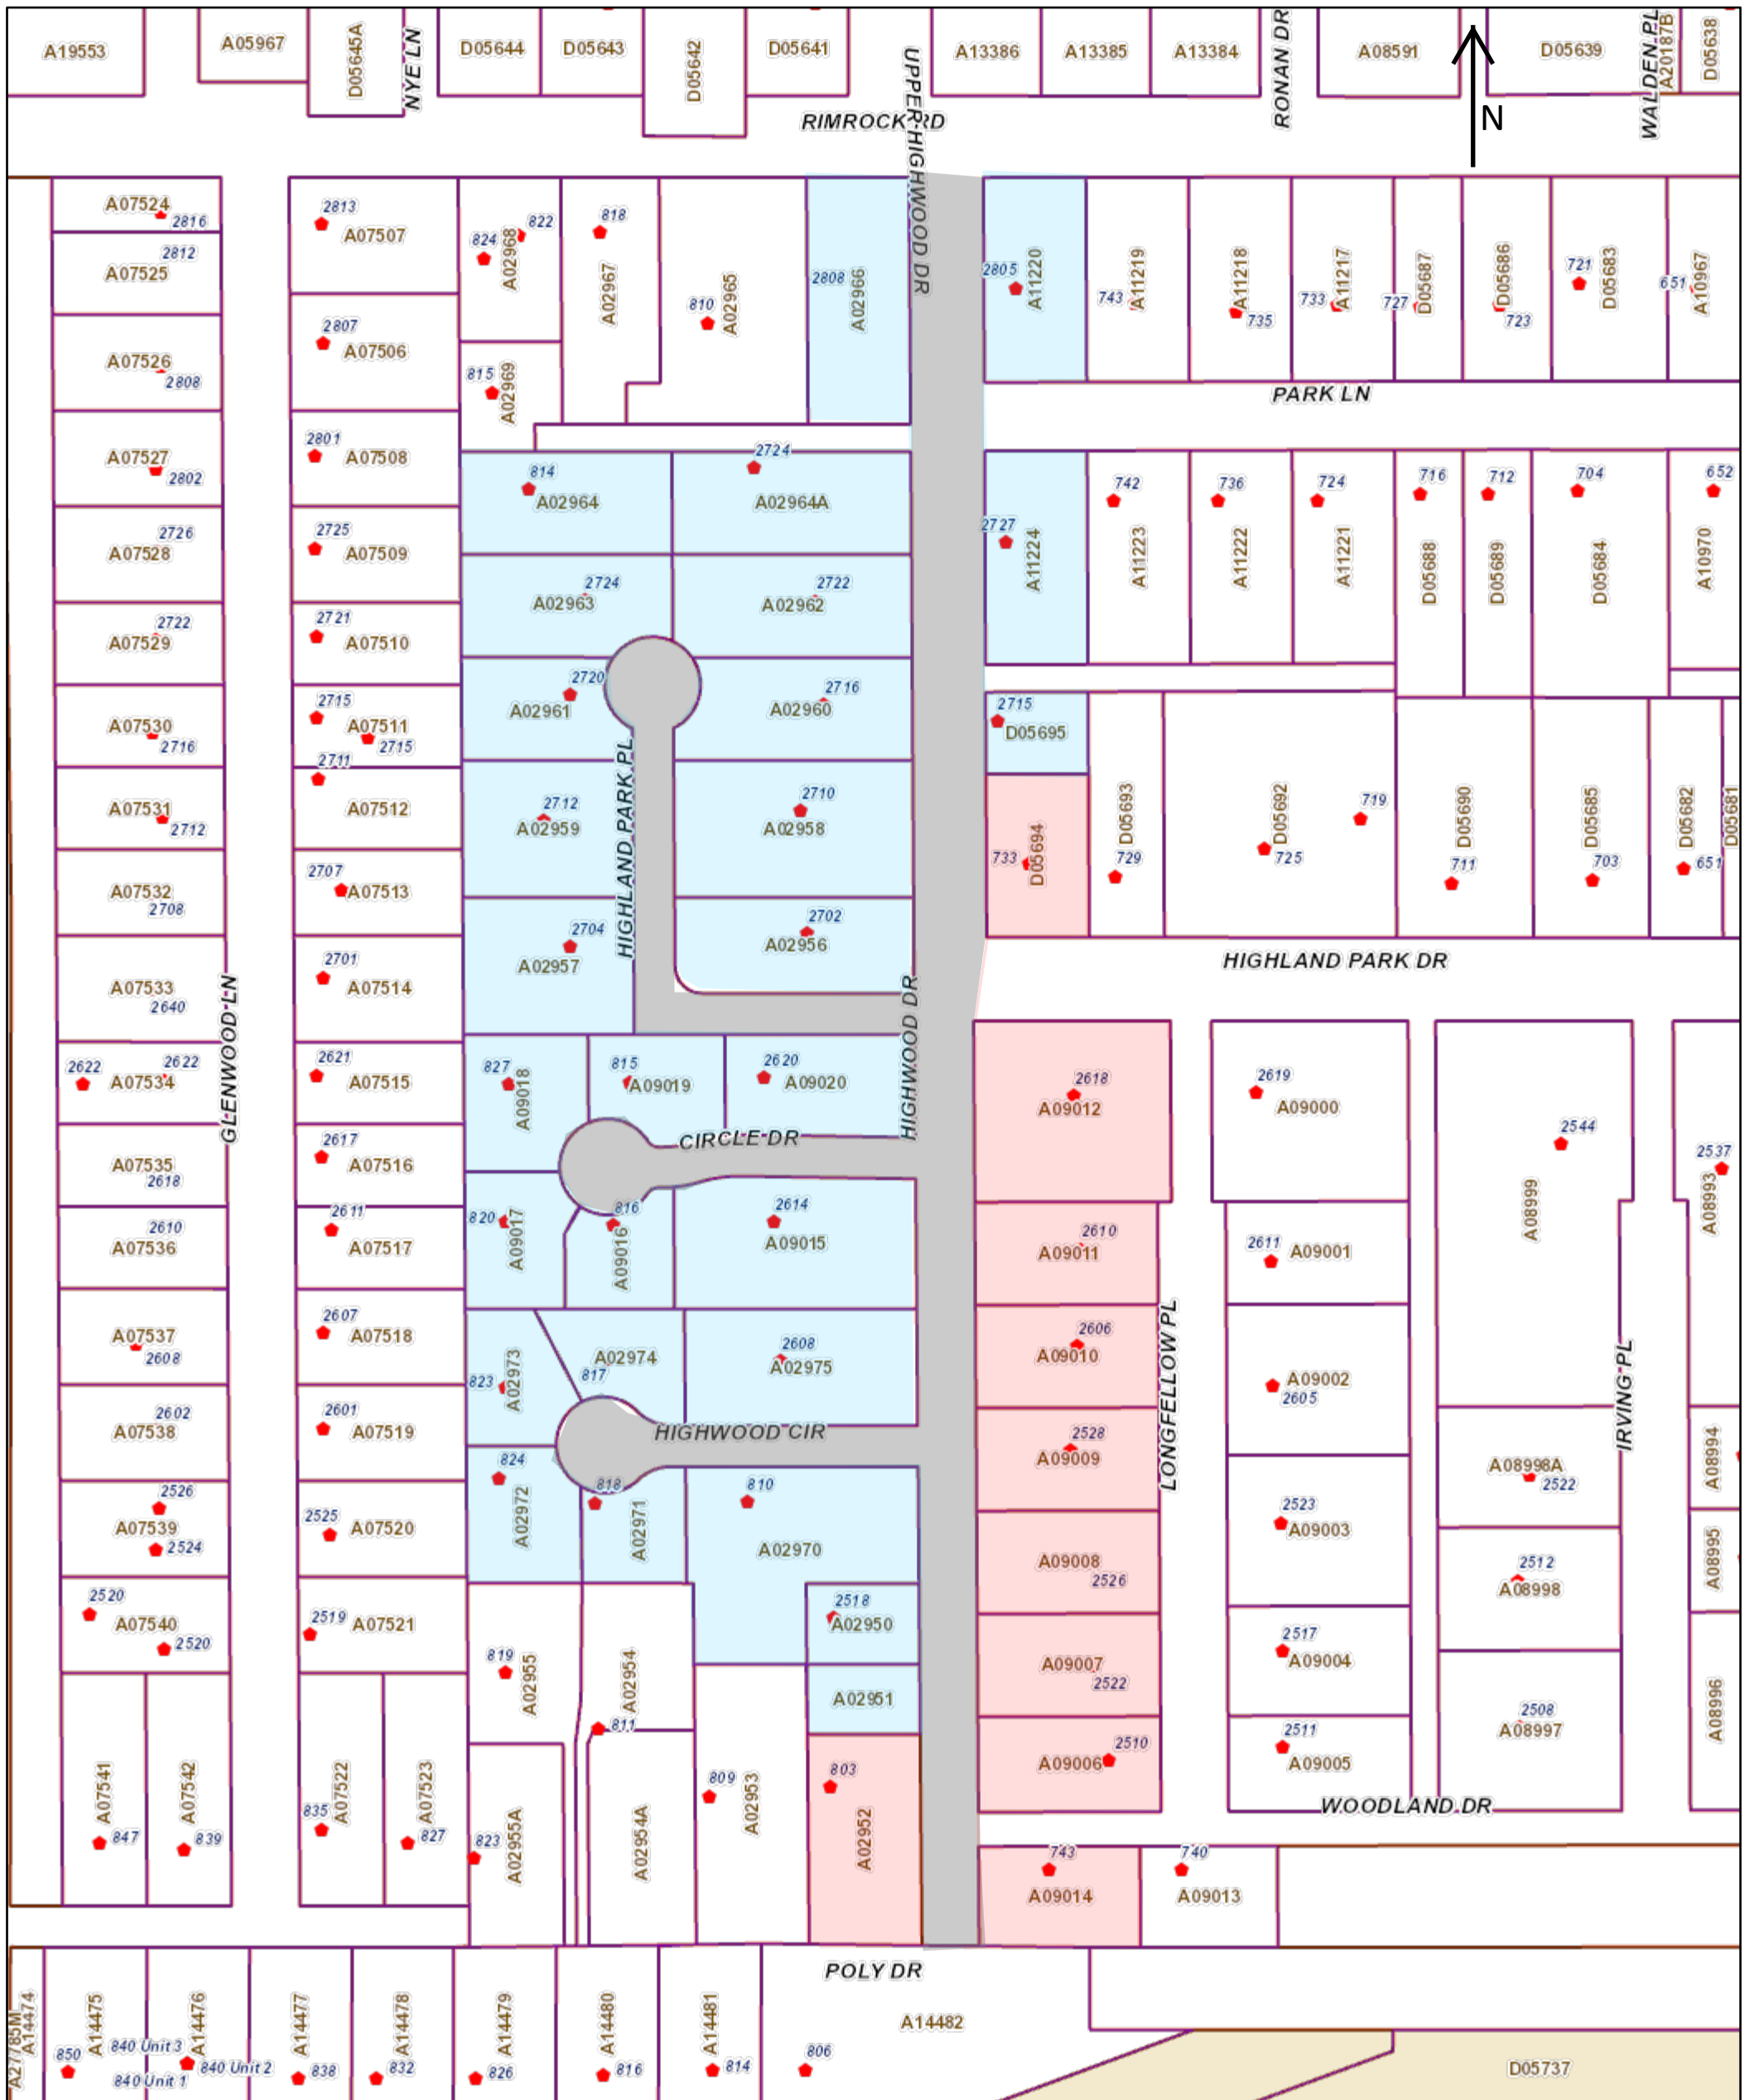 A19553
A05967
D05645A
NYE LN
D05644
D05643
D05642
D05641
UPPER HIGHWOOD DR
A13386
A13385
A13384
RONAN DR
A08591
D05639
WALDEN PL
A20187B
D05638
RIMROCK RD
N
A07524
2816
2812
A07525
A07526
2808
A07527
2802
2726
A07528
2722
A07529
A07530
2716
A07531
2712
A07532
2708
A07533
2640
2622
A07534
2622
A07535
2618
2610
A07536
A07537
2608
2602
A07538
2526
A07539
2524
2520
A07540
2520
A07541
847
A07542
839
GLENWOOD LN
2813
A07507
2807
A07506
2801
A07508
2725
A07509
2721
A07510
2715
A07511
2715
2711
A07512
2707
A07513
2701
A07514
2621
A07515
2617
A07516
2611
A07517
2607
A07518
2601
A07519
2525
A07520
2519
A07521
A07522
835
A07523
827
824
822
A02968
818
A02967
810
A02965
2808
A02966
815
A02969
814
A02964
2724
A02964A
2724
A02963
2722
A02962
2720
A02961
2716
A02960
HIGHLAND PARK PL
2712
A02959
2710
A02958
2704
A02957
2702
A02956
HIGHWOOD DR
827
A09018
815
A09019
2620
A09020
CIRCLE DR
820
A09017
816
A09016
2614
A09015
823
A02973
A02974
817
2608
A02975
HIGHWOOD CIR
824
A02972
818
A02971
810
A02970
2518
A02950
A02951
819
A02955
A02954
811
823
A02955A
A02954A
809
A02953
803
A02952
2805
A11220
743
A11219
A11218
735
733
A11217
727
D05687
D05686
723
721
D05683
651
A10967
PARK LN
2727
A11224
742
A11223
736
A11222
724
A11221
716
D05688
712
D05689
704
D05684
652
A10970
2715
D05695
733
D05694
D05693
729
D05692
725
719
D05690
711
D05685
703
D05682
651
D05681
HIGHLAND PARK DR
2618
A09012
2610
A09011
2606
A09010
2528
A09009
A09008
2526
A09007
2522
A09006
2510
LONGFELLOW PL
2619
A09000
2611
A09001
A09002
2605
2523
A09003
2517
A09004
2511
A09005
2544
A08999
A08998A
2522
2512
A08998
2508
A08997
IRVING PL
2537
A08993
A08994
A08995
A08996
WOODLAND DR
743
A09014
740
A09013
POLY DR
A27785M
A14474
A14475
850
840 Unit 3
840 Unit 1
A14476
840 Unit 2
A14477
838
A14478
832
A14479
826
A14480
816
A14481
814
806
A14482
D05737